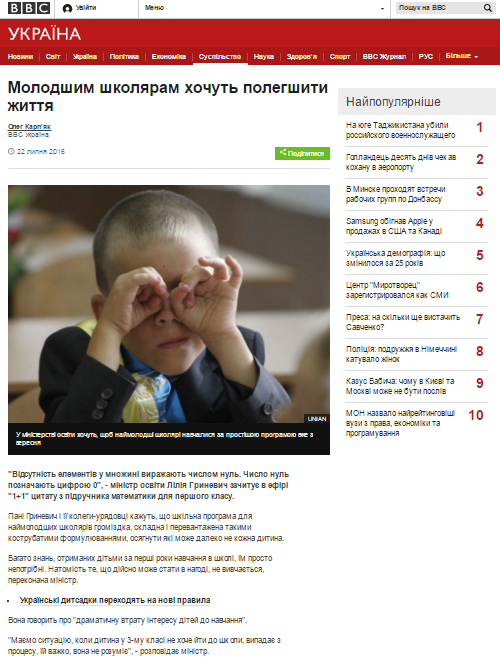 BBC Увійти Меню Пошук на BBC
УКРАЇНА
Новини Світ Україна Політика Економіка Суспільство Наука Здоров'я Спорт BBC Журнал РУС Більше
Молодшим школярам хочуть полегшити
життя
Олег Карп'як
BBC Україна
22 липня 2016
Поділитися
UNIAN
У міністерстві освіти хочуть, щоб наймолодші школярі навчалися за простішою програмою вже з
вересня
"Відсутність елементів у множині виражають числом нуль. Число нуль
позначають цифрою 0", - міністр освіти Лілія Гриневич зачитує в ефірі
"1+1" цитату з підручника математики для першого класу.
Пані Гриневич і її колеги-урядовці кажуть, що шкільна програма для
наймолодших школярів громіздка, складна і перевантажена такими
кострубатими формулюваннями, осягнути які може далеко не кожна дитина.
Багато знань, отриманих дітьми за перші роки навчання в школі, їм просто
непотрібні. Натомість те, що дійсно може стати в нагоді, не вивчається,
переконана міністр.
• Українські дитсадки переходять на нові правила
Вона говорить про "драматичну втрату інтересу дітей до навчання".
"Маємо ситуацію, коли дитина у 3-му класі не хоче йти до школи, випадає з
процесу, їй важко, вона не розуміє", - розповідає міністр.
Найпопулярніше
На юге Таджикистана убили 1
российского военнослужащего
Голландець десять днів чекав 2
кохану в аеропорту
В Минске проходят встречи 3
рабочих групп по Донбассу
Samsung обігнав Apple у 4
продажах в США та Канаді
Українська демографія: що 5
змінилося за 25 років
Центр "Миротворец" 6
зарегистрировался как СМИ
Преса: на скільки ще вистачить 7
Савченко?
Поліція: подружжя в Німеччині 8
катувало жінок
Казус Бабича: чому в Києві та 9
Москві може не бути послів
МОН назвало найрейтинговіші 10
вузи з права, економіки та
програмування